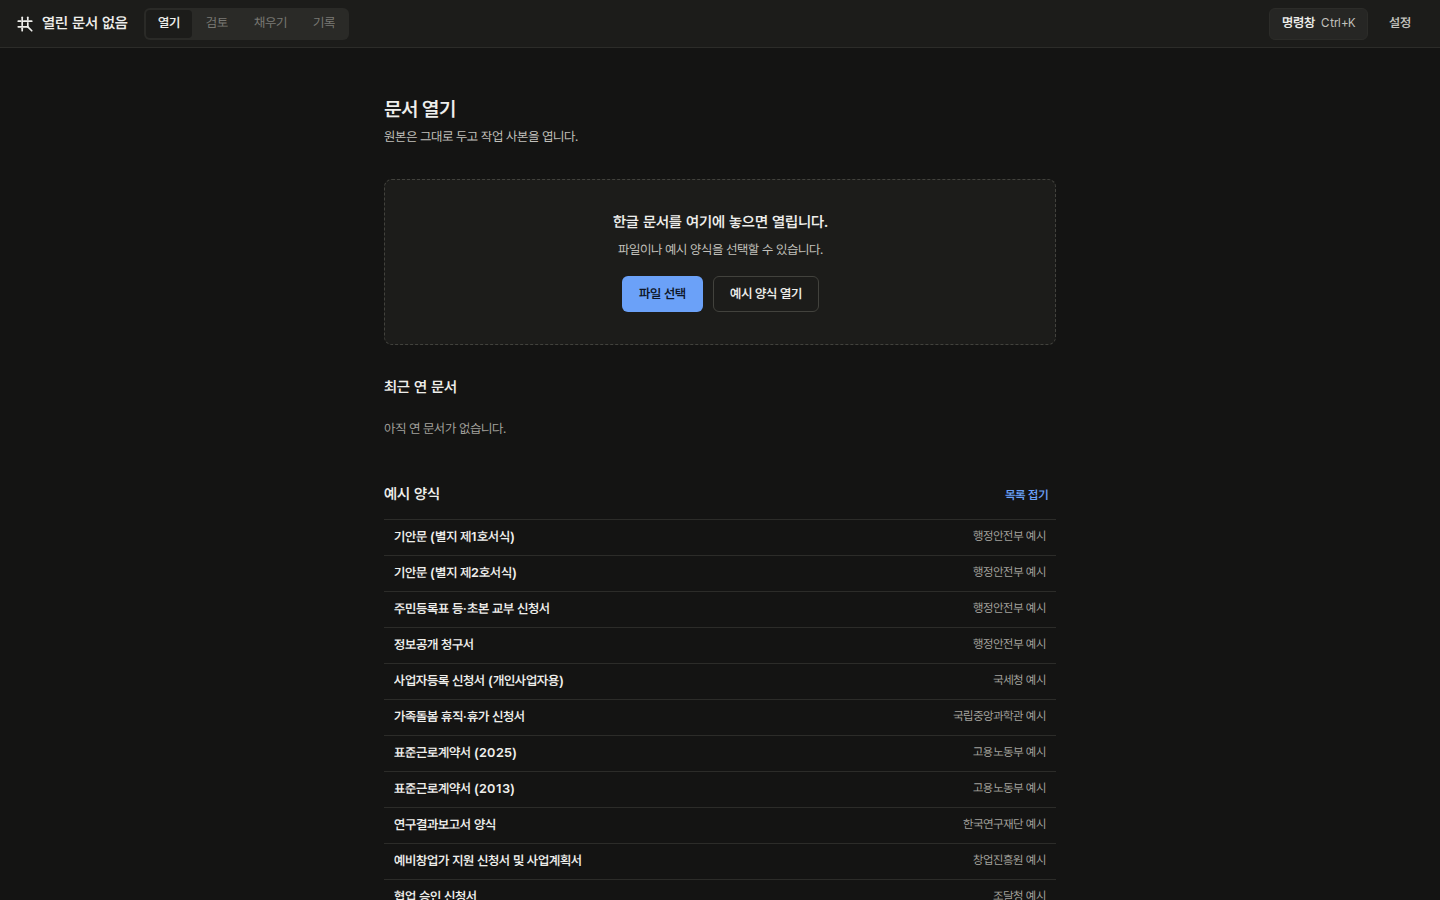 열린 문서 없음 열기 검토 채우기 기록 명령창 Ctrl+K 설정
문서 열기
원본은 그대로 두고 작업 사본을 엽니다.
한글 문서를 여기에 놓으면 열립니다.
파일이나 예시 양식을 선택할 수 있습니다.
파일 선택 예시 양식 열기
최근 연 문서
아직 연 문서가 없습니다.
예시 양식 목록 접기
기안문 (별지 제1호서식) 행정안전부 예시
기안문 (별지 제2호서식) 행정안전부 예시
주민등록표 등·초본 교부 신청서 행정안전부 예시
정보공개 청구서 행정안전부 예시
사업자등록 신청서 (개인사업자용) 국세청 예시
가족돌봄 휴직·휴가 신청서 국립중앙과학관 예시
표준근로계약서 (2025) 고용노동부 예시
표준근로계약서 (2013) 고용노동부 예시
연구결과보고서 양식 한국연구재단 예시
예비창업가 지원 신청서 및 사업계획서 창업진흥원 예시
협업 승인 신청서 조달청 예시